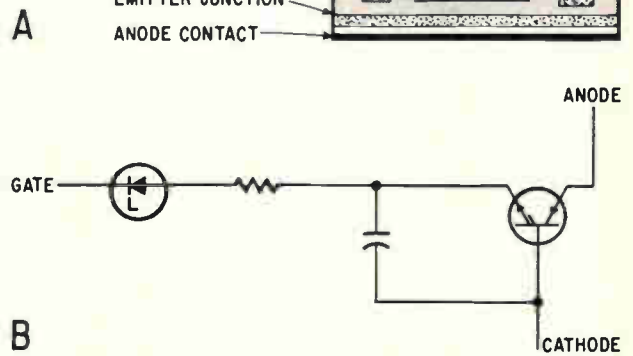 EMITTER JUNCTION
A
ANODE CONTACT
ANODE
GATE
B
CATHODE